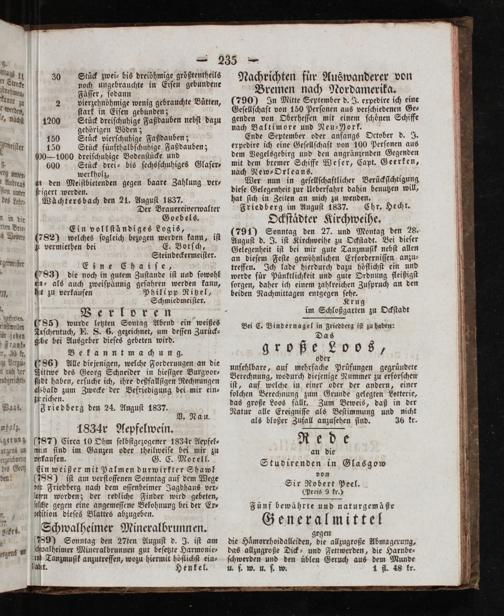 — 235 —
30 Stück zwei- bis dreiöhmige größtentheils
noch ungebrauchte in Eisen gebundene
Fässer, sodann
2 vierzehnöhmige wenig gebrauchte Bütten,
stark in Eisen gebunden;
1200 Stück dreischuhige Faßdauben nebst dazu
gehörigen Böden;
150 Stück vierschuhige Faßdauben;
150 Stück fünfthalbschuhige Faßdauben;
—1000 dreischuhige Bodenstücke und
600 Stück drei- bis sechsschuhiges Glaser-
werkholz,
an den Meistbietenden gegen baare Zahlung ver-
steigert werden.
Wächtersbach den 21. August 1837.
Der Brauereiverwalter
Goebels.
Ein vollständiges Logis,
(782) welches sogleich bezogen werden kann, ist
zu vermiethen bei E. Botsch,
Steindeckermeister.
Eine Chaise,
(783) die noch in gutem Zustande ist und sowohl
ein- als auch zweispännig gefahren werden kann,
ist zu verkaufen Philipp Nipel,
Schmiedmeister.
Verloren
(785) wurde letzten Sontag Abend ein weißes
Taschentuch, F. S. 6. gezeichnet, um dessen Zurück-
gabe bei Ausgeber dieses gebeten wird.
Bekanntmachung.
(786) Alle diejenigen, welche Forderungen an die
Wittwe des Georg Schneider in hiesiger Burgvor-
stadt haben, ersuche ich, ihre desfallsigen Rechnungen
alsbald zum Zwecke der Befriedigung bei mir ein-
zureichen.
Friedberg den 24. August 1837.
V. Nau.
1834r Aepfelwein.
(787) Circa 10 Ohm selbstgezogener 1834r Aepfel-
wein sind im Ganzen oder theilweise bei mir zu
verkaufen. G. C. Morell.
Ein weißer mit Palmen durwirkter Shawl
(788) ist am verstossenen Sonntag auf dem Wege
von Friedberg nach dem ossenheimer Jagdhaus ver-
loren worden; der redliche Finder wird gebeten,
solche gegen eine angemessene Belohnung bei der Ex-
pedition dieses Blattes abzugeben.
Schwalheimer Mineralbrunnen.
(789) Sonntag den 27ten August d. J. ist am
Schwalheimer Mineralbrunnen gut besetzte Harmonie-
und Tanzmusik anzutreffen, wozu hiermit höflichst ein-
ladet. Henkel.
Nachrichten für Auswanderer von
Bremen nach Nordamerika.
(790) In Mitte September d. J. expedire ich eine
Gesellschaft von 150 Personen aus verschiedenen Ge-
genden von Oberhessen mit einem schönen Schiffe
nach Baltimore und Neu-York.
Ende September oder anfangs October d. J.
expedire ich eine Gesellschaft von 100 Personen aus
dem Vogelsgebirg und den angränzenden Gegenden
mit dem bremer Schiffe Weser, Capt. Geerken,
nach New-Orleans.
Wer nun in gesellschaftlicher Berücksichtigung
diese Gelegenheit zur Ueberfahrt dahin benutzen will,
hat sich in Zeiten an mich zu wenden.
Friedberg im August 1837. Chr. Hecht.
Ockstädter Kirchweihe.
(791) Sonntag den 27. und Montag den 28.
August d. J. ist Kirchweihe zu Ockstadt. Bei dieser
Gelegenheit ist bei mir gute Tanzmusik nebst allen
an diesem Feste gewöhnlichen Erfordernissen anzu-
treffen. Ich lade hierdurch dazu höflichst ein und
werde für Pünktlichkeit und gute Ordnung fleißigst
sorgen, daher ich einem zahlreichen Zuspruch an den
beiden Nachmittagen entgegen sehe.
Krug
im Schloßgarten zu Ockstadt
Bei C. Bindernagel in Friedberg ist zu haben:
Das
große Loos,
oder
unfehlbare, auf mehrfache Prüfungen gegründete
Berechnung, wodurch diejenige Nummer zu erforschen
ist, auf welche in einer oder der andern, einer
solchen Berechnung zum Grunde gelegten Lotterie,
das große Loos fällt. Zum Beweis, daß in der
Natur alle Ereignisse als Bestimmung und nicht
als bloßer Zufall anzusehen sind. 36 kr.
Rede
an die
Studirenden in Glasgow
von
Sir Robert Peel.
(Preis 9 kr.)
Fünf bewährte und naturgemäße
Generalmittel
gegen
die Hämorrhoidalleiden, die allzugroße Abmagerung,
das allzugroße Dick- und Fettwerden, die Harnbe-
schwerden und den üblen Geruch aus dem Munde
u. s. w. u. s. w. 1 fl. 48 kr.